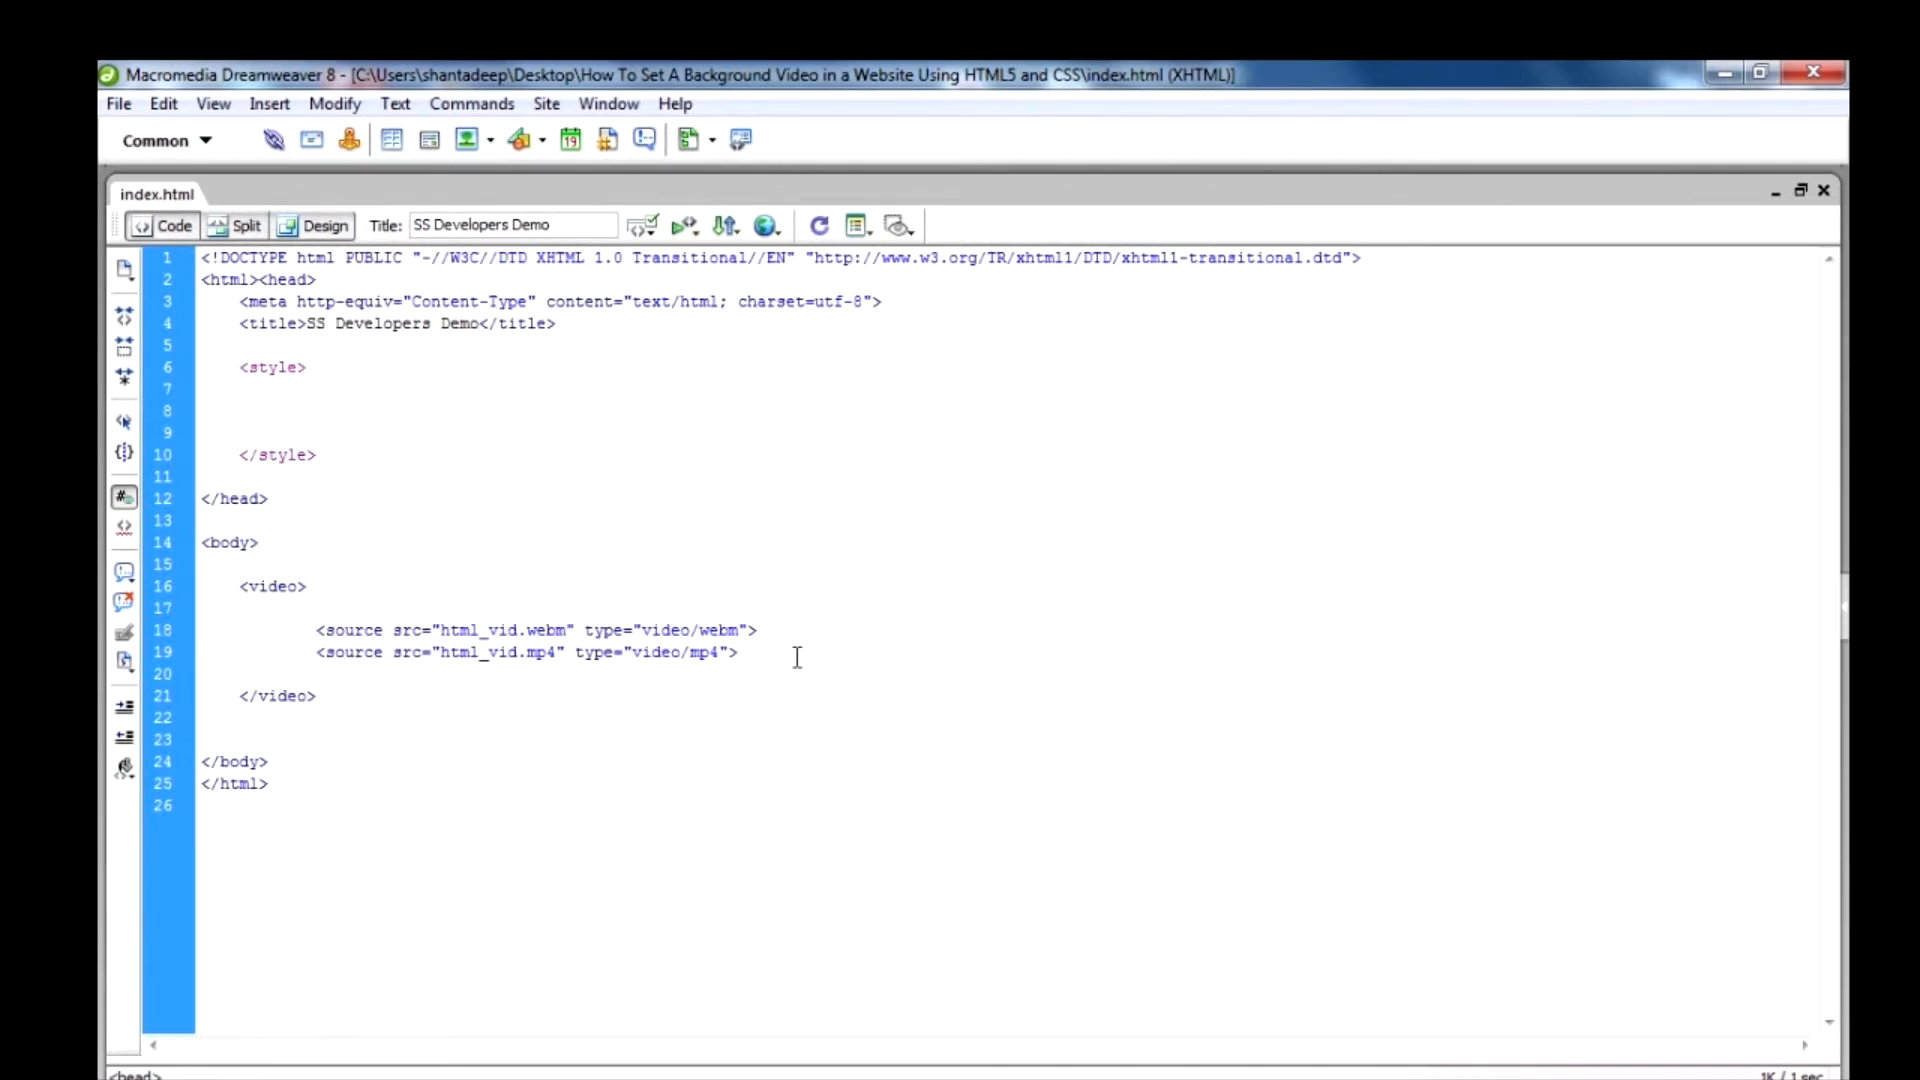 Macromedia Dreamweaver 8 - [C:\Users\shantadeep\Desktop\How To Set A Background Video in a Website Using HTML5 and CSS\index.html (XHTML)]
File Edit View Insert Modify Text Commands Site Window Help
Common
19
index.html
Code Split Design Title: SS Developers Demo
1 <!DOCTYPE html PUBLIC "-//W3C//DTD XHTML 1.0 Transitional//EN" "http://www.w3.org/TR/xhtml1/DTD/xhtml1-transitional.dtd">
2 <html><head>
3 <meta http-equiv="Content-Type" content="text/html; charset=utf-8">
4 <title>SS Developers Demo</title>
5
6 <style>
7
8
9
10 </style>
11
12 </head>
13
14 <body>
15
16 <video>
17
18 <source src="html_vid.webm" type="video/webm">
19 <source src="html_vid.mp4" type="video/mp4">
20
21 </video>
22
23
24 </body>
25 </html>
26
<head> 1K / 1 sec